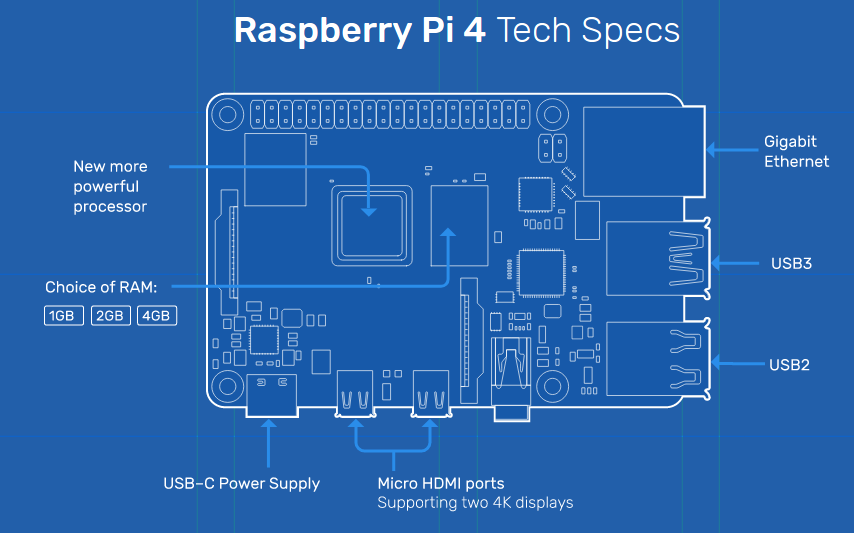 Raspberry Pi 4 Tech Specs
New more
powerful
processor
Choice of RAM:
1GB 2GB 4GB
Gigabit
Ethernet
USB3
USB2
USB-C Power Supply
Micro HDMI ports
Supporting two 4K displays